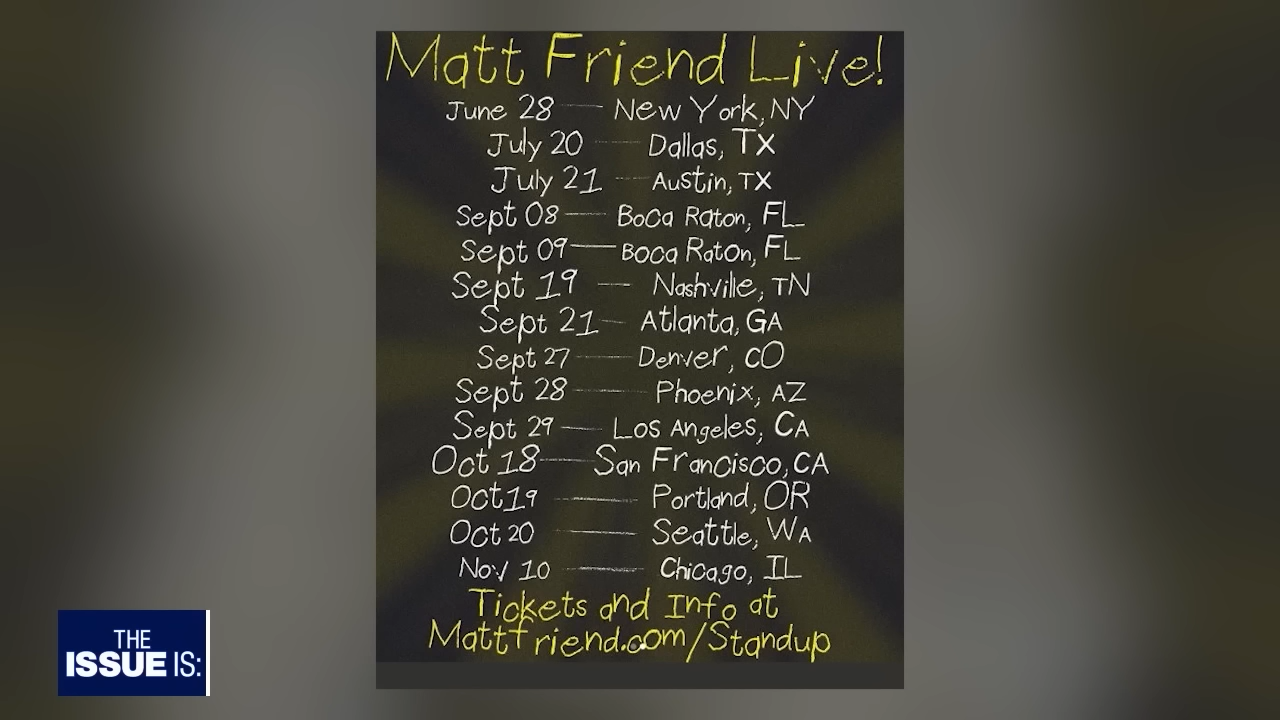 Matt Friend Live!
June 28 — New York, NY
July 20 — Dallas, TX
July 21 — Austin, TX
Sept 08 — Boca Raton, FL
Sept 09 — Boca Raton, FL
Sept 19 — Nashville, TN
Sept 21 — Atlanta, GA
Sept 27 — Denver, CO
Sept 28 — Phoenix, AZ
Sept 29 — Los Angeles, CA
Oct 18 — San Francisco, CA
Oct 19 — Portland, OR
Oct 20 — Seattle, WA
Nov 10 — Chicago, IL
Tickets and Info at
Mattfriend.com/Standup
THE
ISSUE IS: